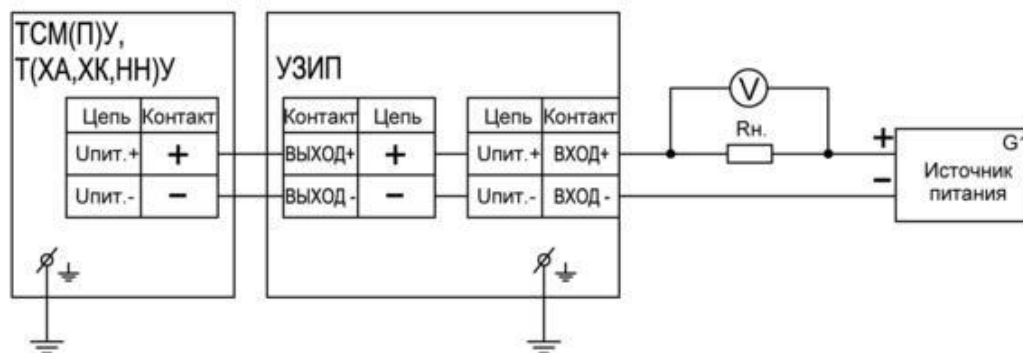 ТСМ(П)У,
Т(ХА,ХК,НН)У
Цепь Контакт
Uпит.+ +
Uпит.- −
УЗИП
Контакт Цепь
ВЫХОД+ +
ВЫХОД - −
Цепь Контакт
Uпит.+ ВХОД+
Uпит.- ВХОД -
V
Rн.
+
−
G1
Источник
питания